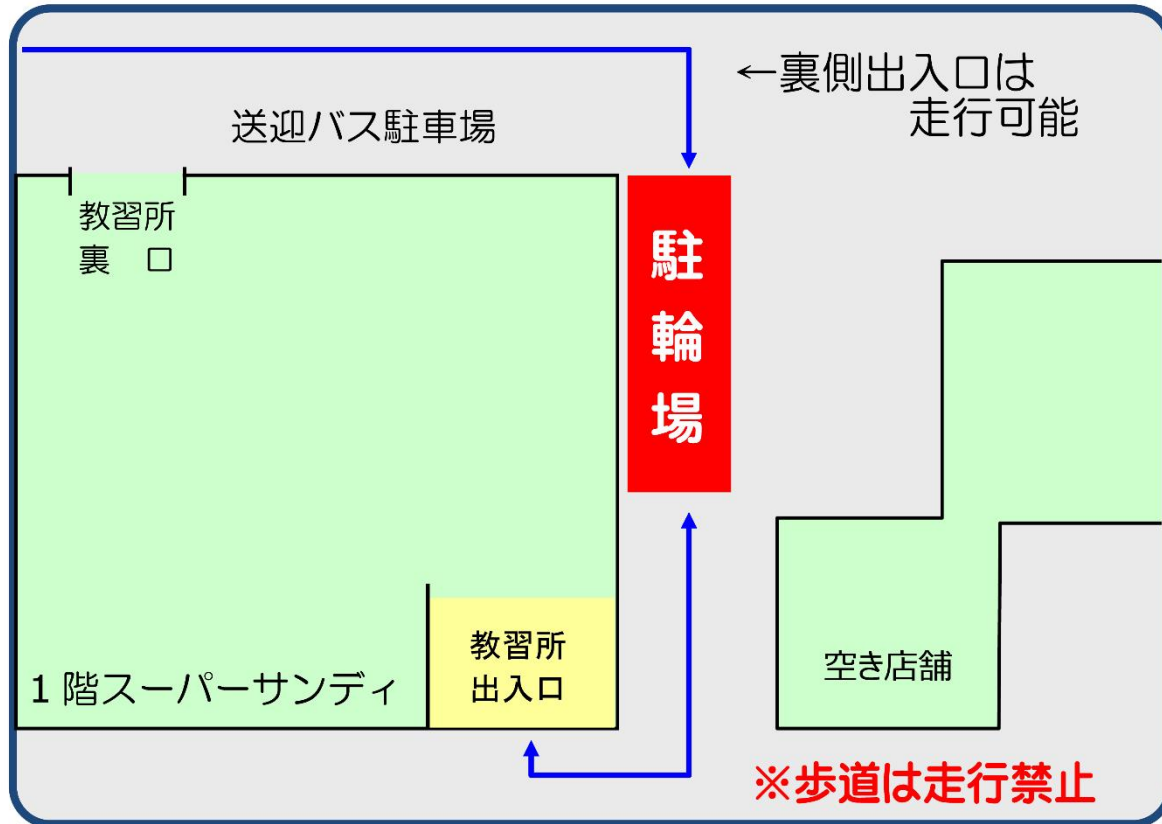 ←裏側出入口は
走行可能
送迎バス駐車場
教習所
裏　口
駐
輪
場
教習所
出入口
1階スーパーサンディ
空き店舗
※歩道は走行禁止